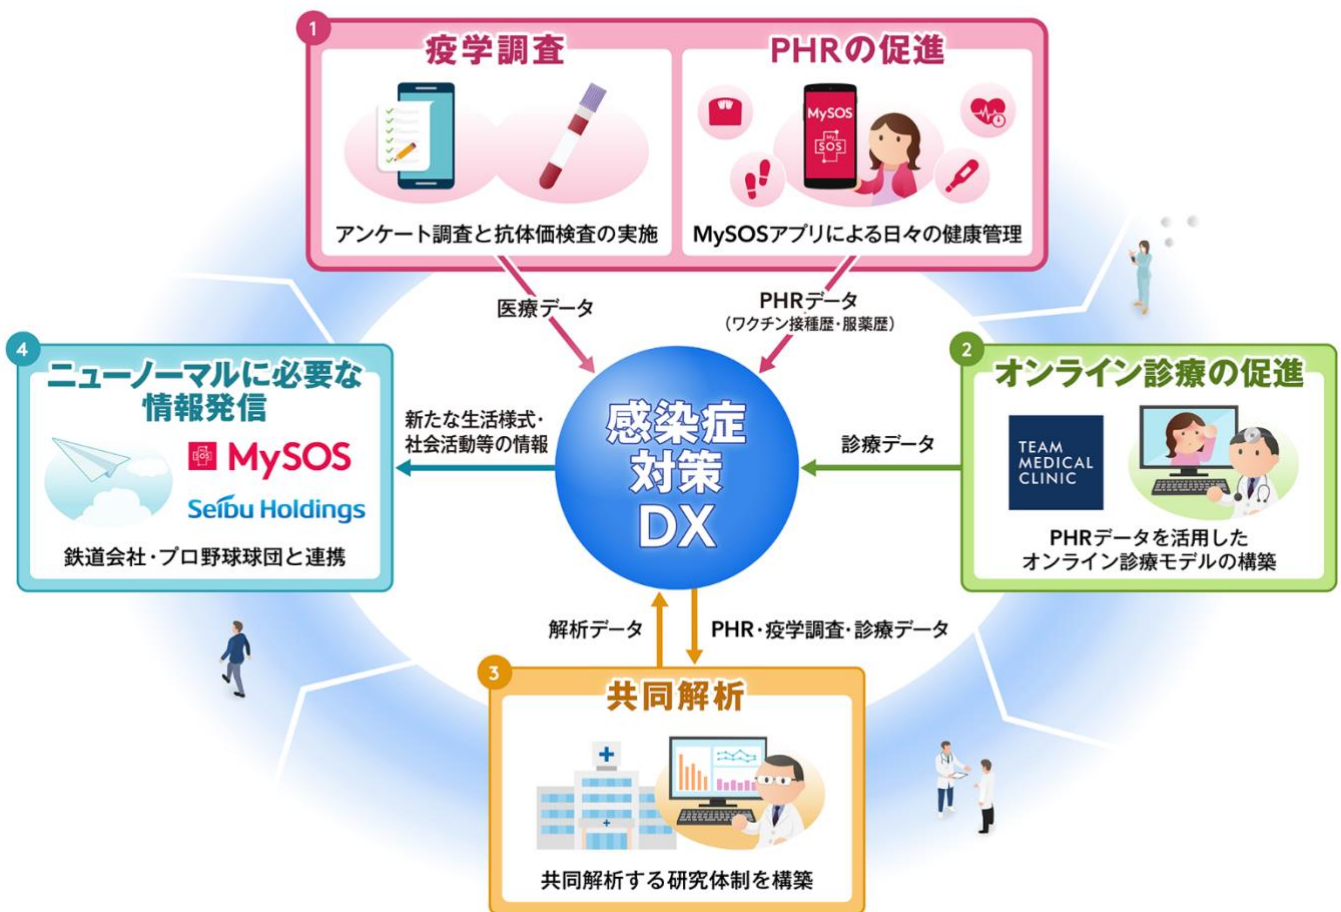 1
疫学調査
アンケート調査と抗体価検査の実施
PHRの促進
MySOS
My
SOS
MySOSアプリによる日々の健康管理
医療データ
PHRデータ
（ワクチン接種歴・服薬歴）
4
ニューノーマルに必要な
情報発信
SOS
MySOS
Seibu Holdings
鉄道会社・プロ野球球団と連携
新たな生活様式・
社会活動等の情報
感染症
対策
DX
診療データ
2
オンライン診療の促進
TEAM
MEDICAL
CLINIC
PHRデータを活用した
オンライン診療モデルの構築
解析データ
PHR・疫学調査・診療データ
3
共同解析
共同解析する研究体制を構築